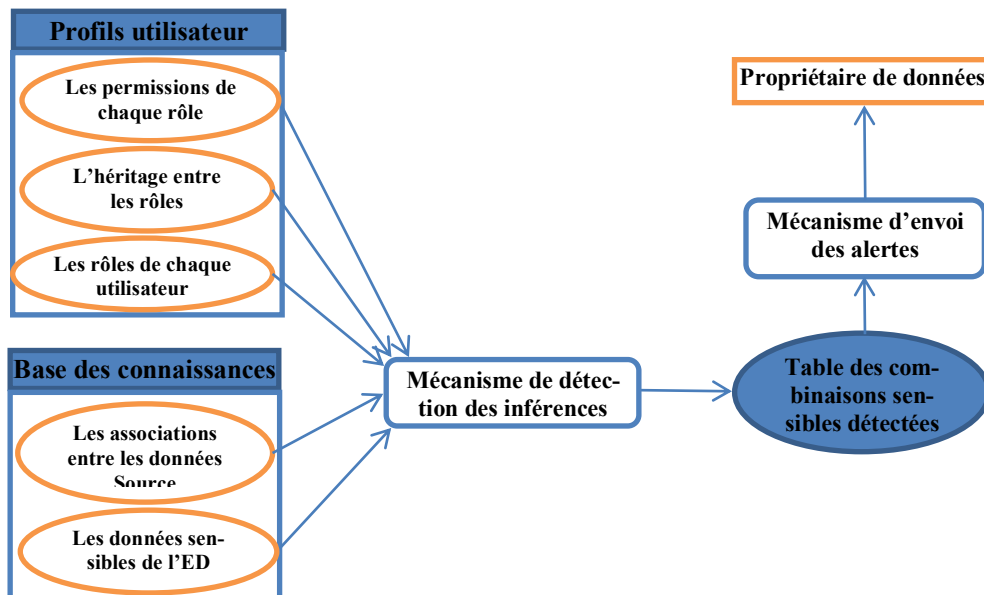 Profils utilisateur
Les permissions de
chaque rôle
L'héritage entre
les rôles
Les rôles de chaque
utilisateur
Base des connaissances
Les associations
entre les données
Source
Les données sen-
sibles de l'ED
Mécanisme de détec-
tion des inférences
Table des com-
binaisons sen-
sibles détectées
Mécanisme d'envoi
des alertes
Propriétaire de données